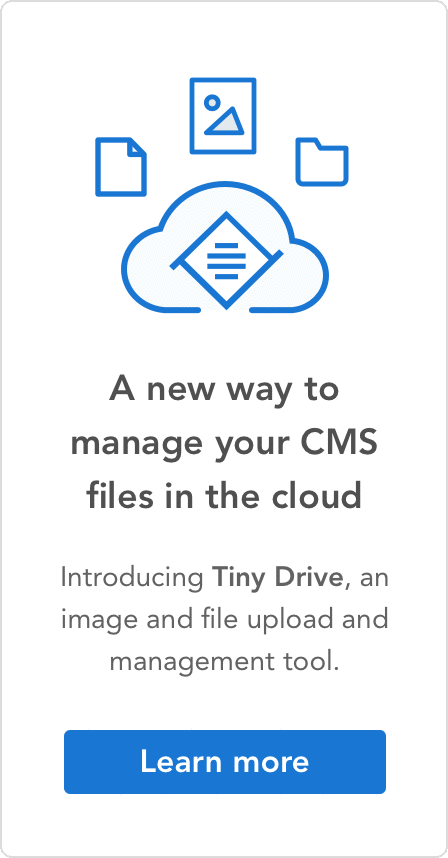 A new way to
manage your CMS
files in the cloud
Introducing Tiny Drive, an
image and file upload and
management tool.
Learn more